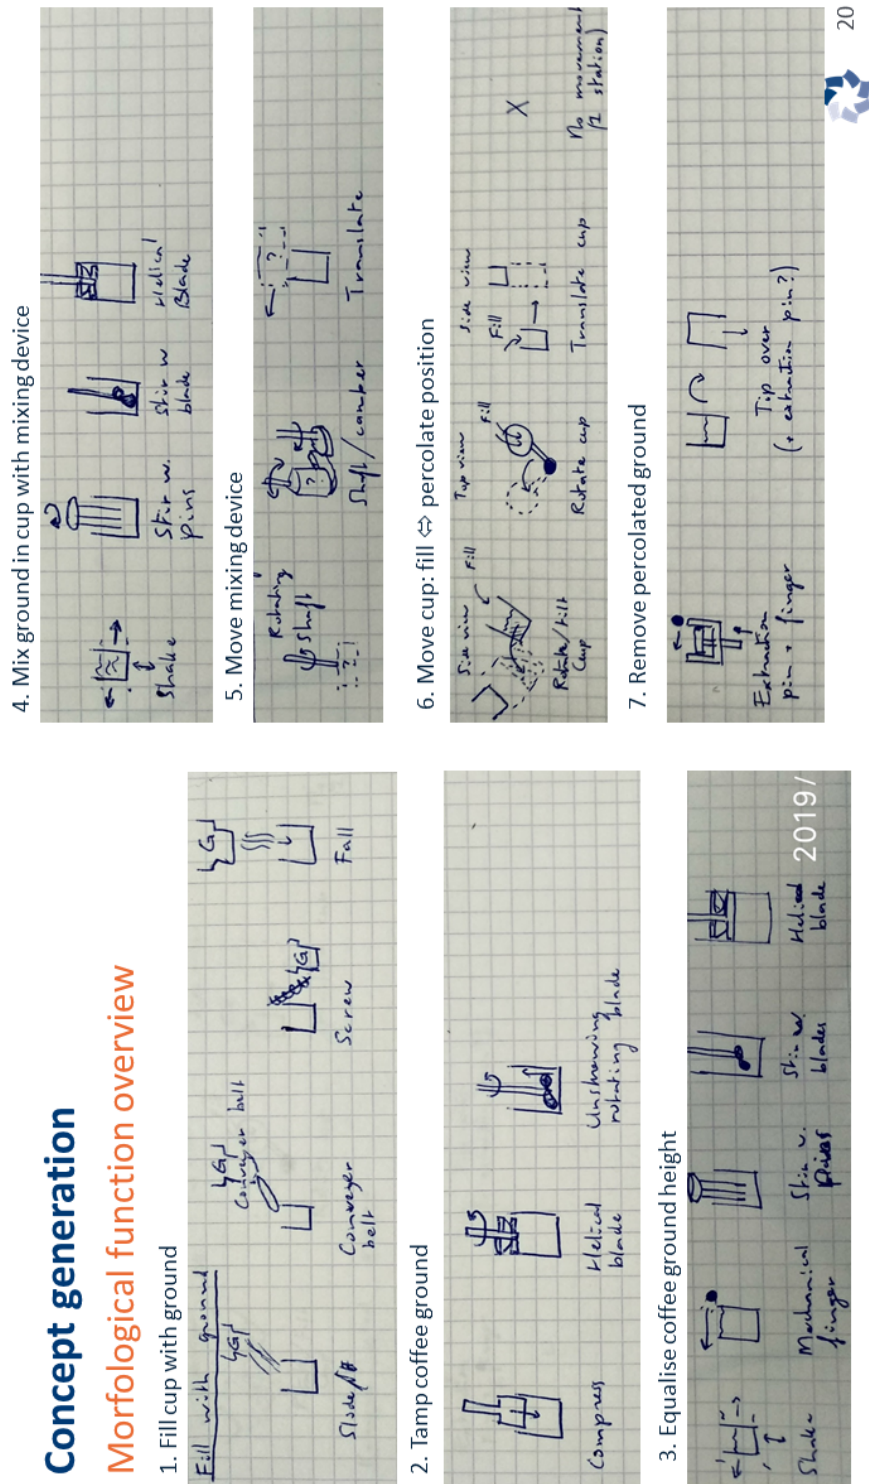 Concept generation
Morfological function overview
1. Fill cup with ground
Fill with ground
G
Conveyer belt
G
G
G
Conveyer
belt
Screw
Fall
2. Tamp coffee ground
Compress
Helical
blade
Unscrewing
rotating blade
3. Equalise coffee ground height
Shake
Mechanical
finger
Stir w.
Stir w.
blades
Helical
blade
2019/
4. Mix ground in cup with mixing device
Shake
Stir w.
pins
Stir w
blade
Helical
Blade
5. Move mixing device
Rotating
shaft
?
?
?
Shaft/camber
Translate
6. Move cup: fill ⇔ percolate position
Side view
Fill
Rotate/tilt
Cup
Top view
Fill
Rotate cup
Side view
Fill
Translate cup
X
No movement
(2 station)
7. Remove percolated ground
Extraction
pin + finger
Tip over
(+ extraction pin?)
20